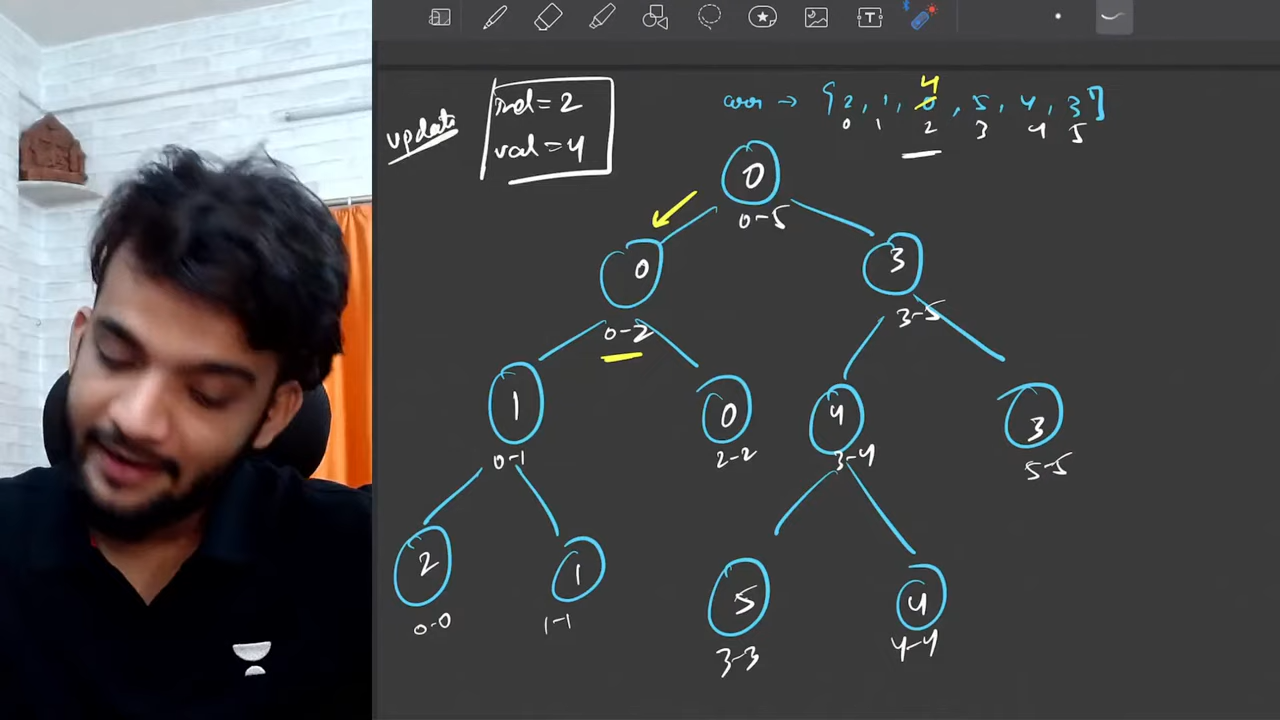 update
ind = 2
val = 4
arr → {2, 1, 0, 5, 4, 3}
4
0 1 2 3 4 5
0
0-5
0 3
0-2 3-5
1 0 4 3
0-1 2-2 3-4 5-5
2 1 5 4
0-0 1-1 3-3 4-4
T